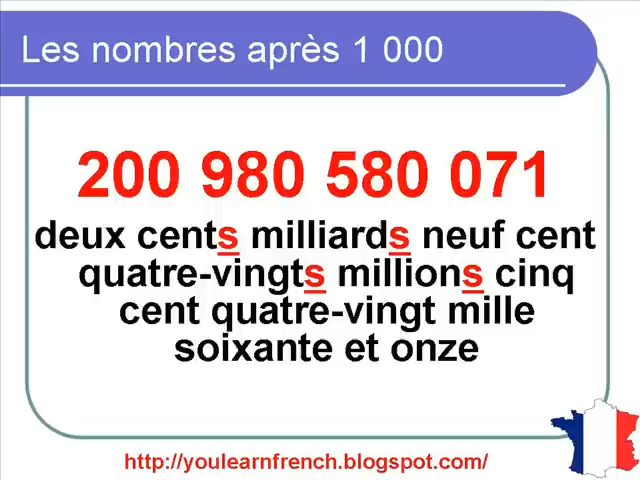 Les nombres après 1 000
200 980 580 071
deux cents milliards neuf cent
quatre-vingts millions cinq
cent quatre-vingt mille
soixante et onze
http://youlearnfrench.blogspot.com/